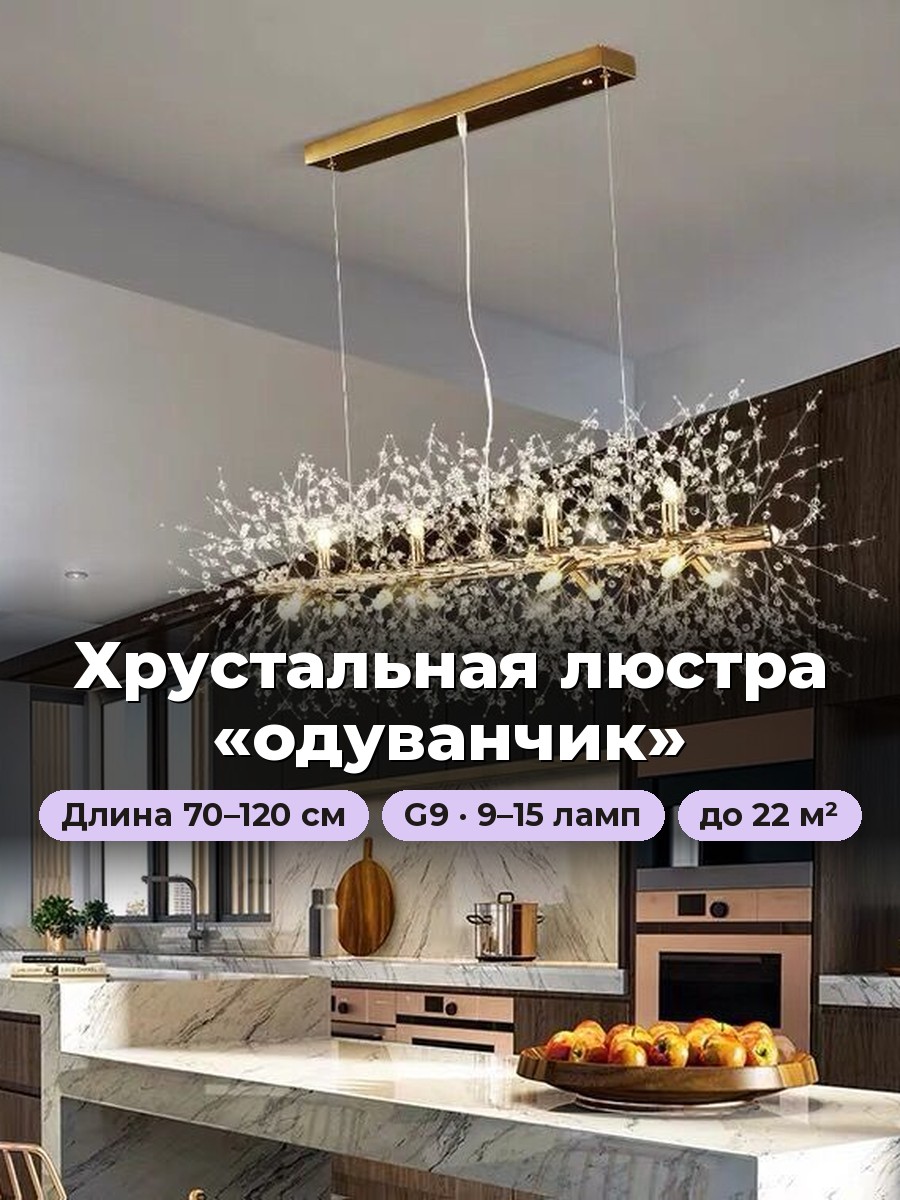 Хрустальная люстра
«одуванчик»
Длина 70–120 см
G9 · 9–15 ламп
до 22 м²